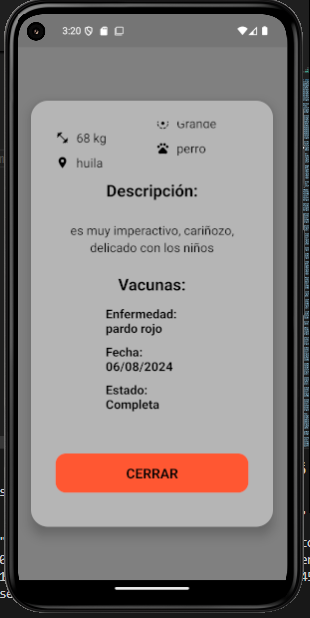 3:20
Grande
68 kg
perro
huila
Descripción:
es muy imperactivo, cariñozo,
delicado con los niños
Vacunas:
Enfermedad:
pardo rojo
Fecha:
06/08/2024
Estado:
Completa
CERRAR